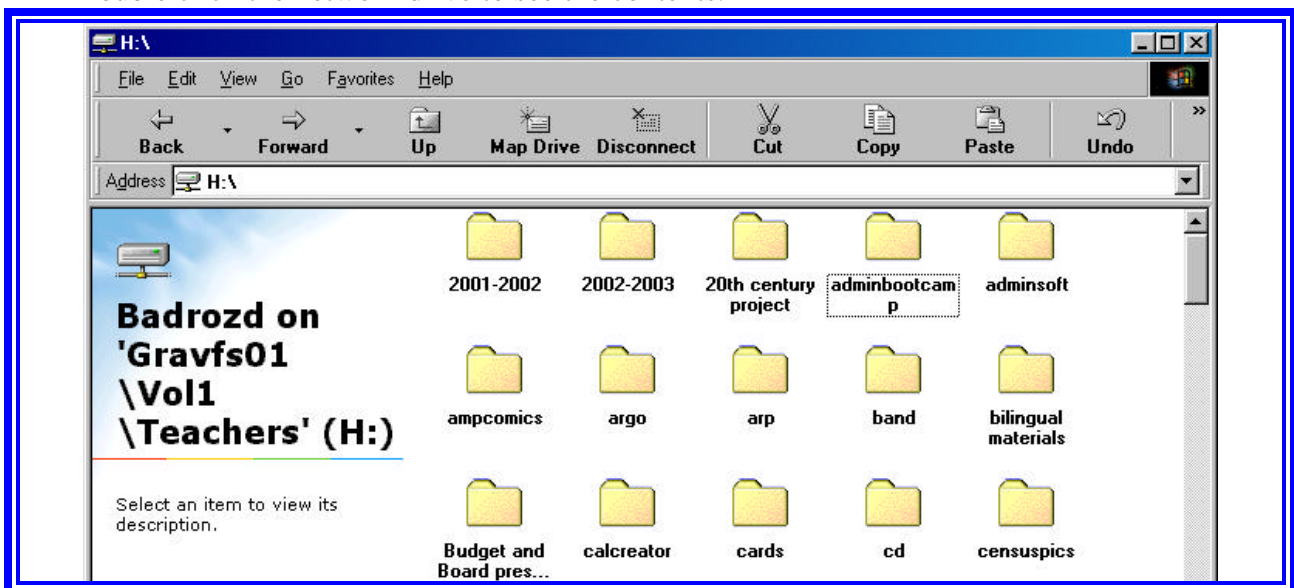 H:\
File Edit View Go Favorites Help
Back Forward Up Map Drive Disconnect Cut Copy Paste Undo »
Address H:\
Badrozd on
'Gravfs01
\Vol1
\Teachers' (H:)
Select an item to view its
description.
2001-2002 2002-2003 20th century adminbootcam adminsoft
project p
ampcomics argo arp band bilingual
materials
Budget and calcreator cards cd censuspics
Board pres...